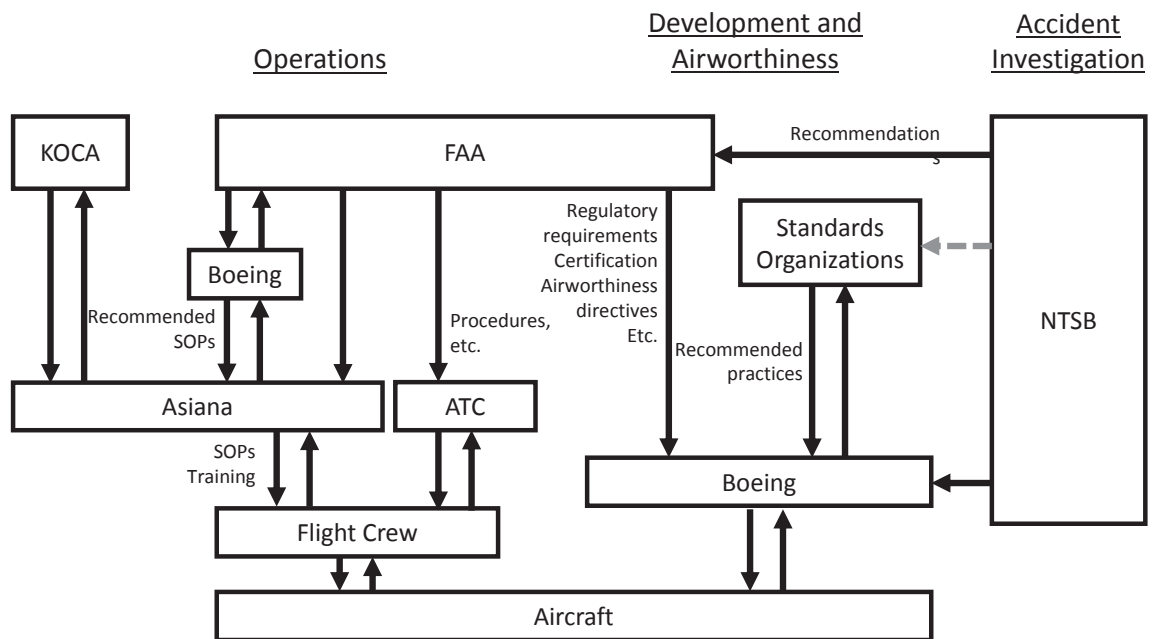 Operations
Development and
Airworthiness
Accident
Investigation
KOCA
FAA
Recommendation
s
NTSB
Boeing
Recommended
SOPs
Procedures,
etc.
Regulatory
requirements
Certification
Airworthiness
directives
Etc.
Standards
Organizations
Recommended
practices
Asiana
ATC
SOPs
Training
Boeing
Flight Crew
Aircraft